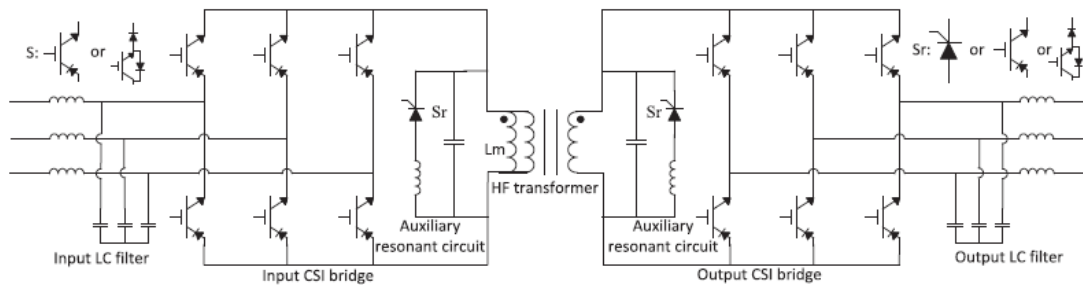 S:
or
Sr:
or
or
Sr
Sr
Lm
HF transformer
Auxiliary
resonant circuit
Auxiliary
resonant circuit
Input LC filter
Input CSI bridge
Output CSI bridge
Output LC filter